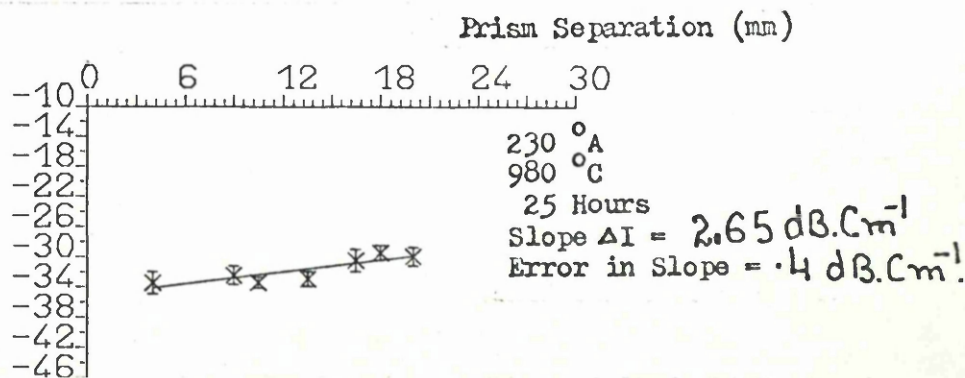 Prism Separation (mm)
0 6 12 18 24 30
-10
-14
-18
-22
-26
-30
-34
-38
-42
-46
230 °A
980 °C
25 Hours
Slope ΔI = 2.65 dB.Cm⁻¹
Error in Slope = .4 dB.Cm⁻¹.